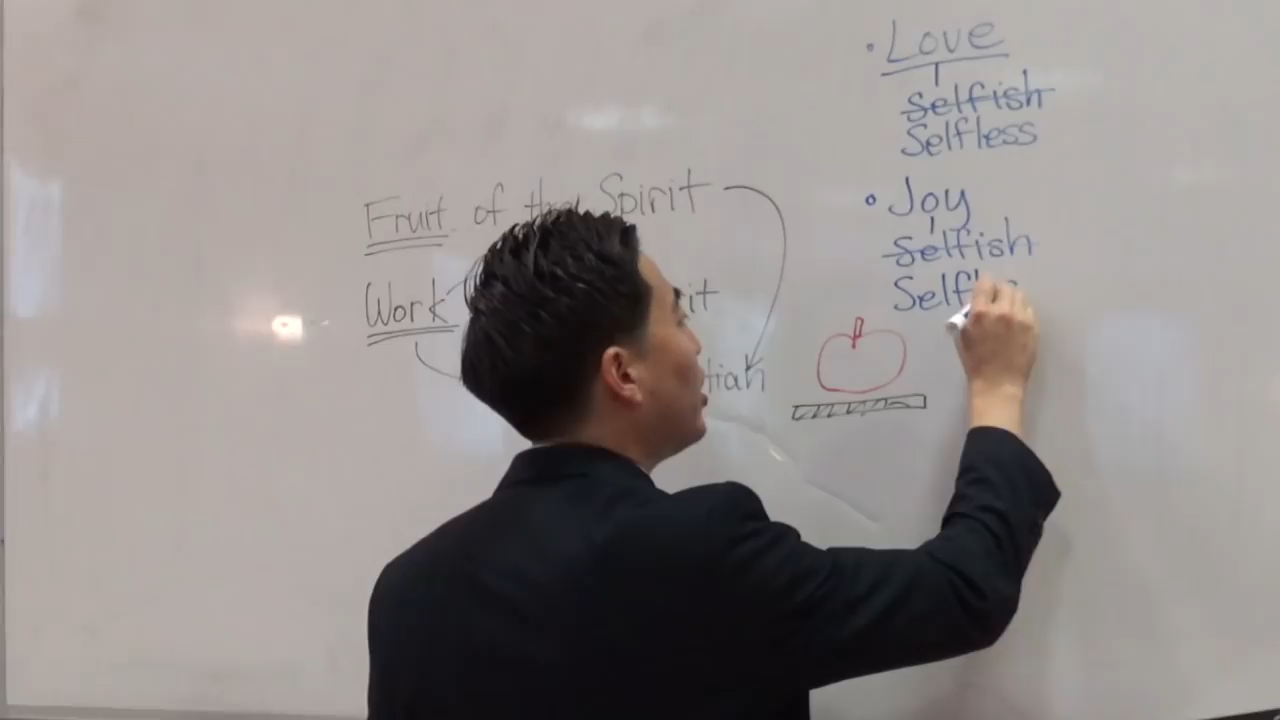 Fruit of the Spirit
Work
• Love
Selfish
Selfless
• Joy
Selfish